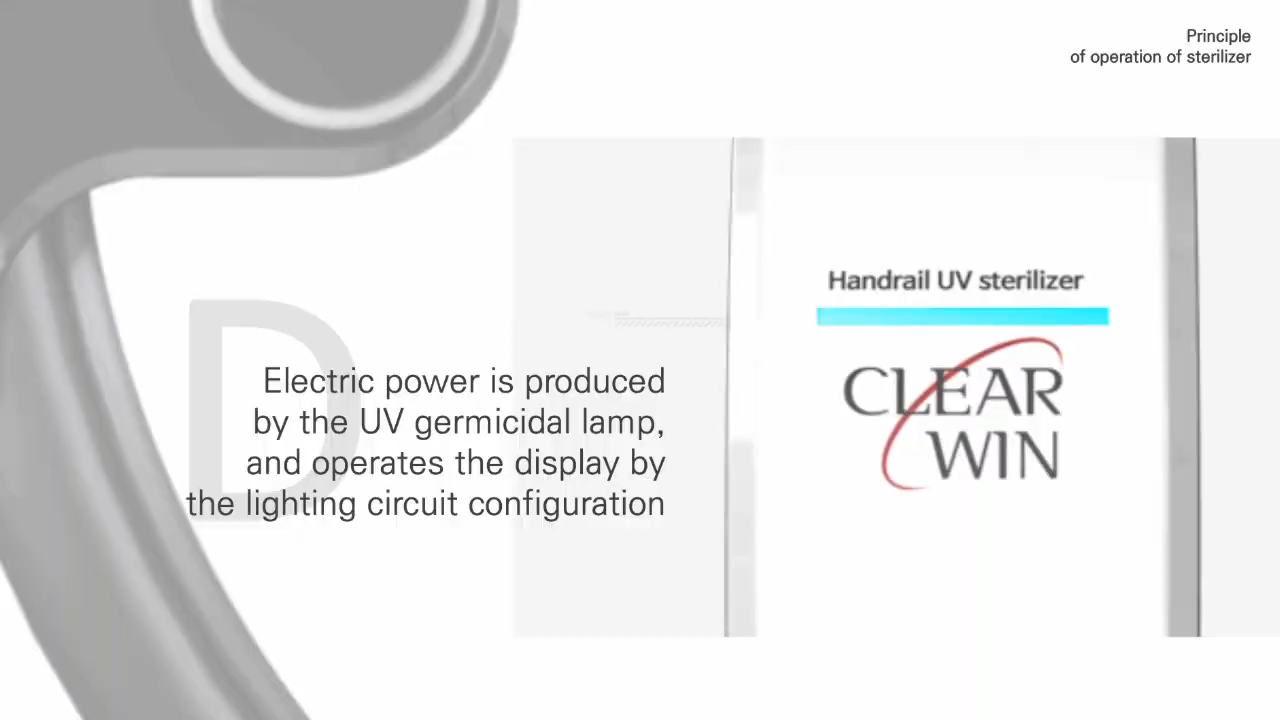 Principle
of operation of sterilizer
D
Electric power is produced
by the UV germicidal lamp,
and operates the display by
the lighting circuit configuration
Handrail UV sterilizer
CLEAR
WIN